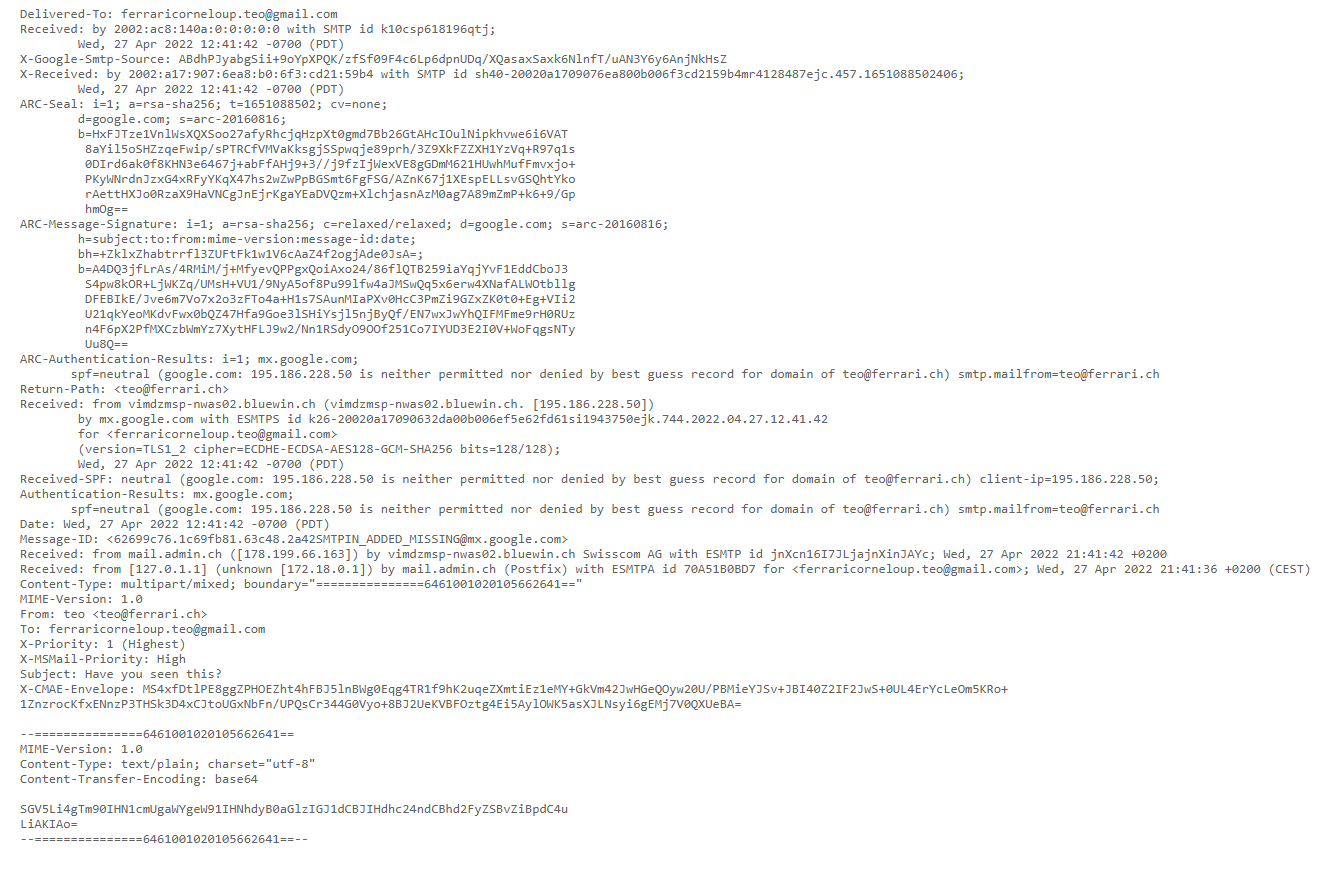 Delivered-To: ferraricorneloup.teo@gmail.com
Received: by 2002:ac8:140a:0:0:0:0:0 with SMTP id k10csp618196qtj;
Wed, 27 Apr 2022 12:41:42 -0700 (PDT)
X-Google-Smtp-Source: ABdhPJyabgSii+9oYpXPQK/zfSf09F4c6Lp6dpnUDq/XQasaxSaxk6NlnfT/uAN3Y6y6AnjNkHsZ
X-Received: by 2002:a17:907:6ea8:b0:6f3:cd21:59b4 with SMTP id sh40-20020a1709076ea800b006f3cd2159b4mr4128487ejc.457.1651088502406;
Wed, 27 Apr 2022 12:41:42 -0700 (PDT)
ARC-Seal: i=1; a=rsa-sha256; t=1651088502; cv=none;
d=google.com; s=arc-20160816;
b=HxFJTze1VnlWsXQXSoo27afyRhcjqHzpXt0gmd7Bb26GtAHcIOulNipkhvwe6i6VAT
8aYil5oSHZzqeFwip/sPTRCfVMVaKksgjSSpwqje89prh/3Z9XkFZZXH1YzVq+R97q1s
0DIrd6ak0f8KHN3e6467j+abFfAHj9+3//j9fzIjWexVE8gGDmM621HUwhMufFmvxjo+
PKyWNrdnJzxG4xRFyYKqX47hs2wZwPpBGSmt6FgFSG/AZnK67j1XEspELLsvGSQhtYko
rAettHXJo0RzaX9HaVNCgJnEjrKgaYEaDVQzm+XlchjasnAzM0ag7A89mZmP+k6+9/Gp
hmOg==
ARC-Message-Signature: i=1; a=rsa-sha256; c=relaxed/relaxed; d=google.com; s=arc-20160816;
h=subject:to:from:mime-version:message-id:date;
bh=+ZklxZhabtrrfl3ZUFtFk1w1V6cAaZ4f2ogjAde0JsA=;
b=A4DQ3jfLrAs/4RMiM/j+MfyevQPPgxQoiAxo24/86flQTB259iaYqjYvF1EddCboJ3
S4pw8kOR+LjWKZq/UMsH+VU1/9NyA5of8Pu99lfw4aJMSwQq5x6erw4XNafALWOtbllg
DFEBIkE/Jve6m7Vo7x2o3zFTo4a+H1s7SAunMIaPXv0HcC3PmZi9GZxZK0t0+Eg+VIi2
U21qkYeoMKdvFwx0bQZ47Hfa9Goe3lSHiYsjl5njByQf/EN7wxJwYhQIFMFme9rH0RUz
n4F6pX2PfMXCzbWmYz7XytHFLJ9w2/Nn1RSdyO9OOf251Co7IYUD3E2I0V+WoFqgsNTy
Uu8Q==
ARC-Authentication-Results: i=1; mx.google.com;
spf=neutral (google.com: 195.186.228.50 is neither permitted nor denied by best guess record for domain of teo@ferrari.ch) smtp.mailfrom=teo@ferrari.ch
Return-Path: <teo@ferrari.ch>
Received: from vimdzmsp-nwas02.bluewin.ch (vimdzmsp-nwas02.bluewin.ch. [195.186.228.50])
by mx.google.com with ESMTPS id k26-20020a17090632da00b006ef5e62fd61si1943750ejk.744.2022.04.27.12.41.42
for <ferraricorneloup.teo@gmail.com>
(version=TLS1_2 cipher=ECDHE-ECDSA-AES128-GCM-SHA256 bits=128/128);
Wed, 27 Apr 2022 12:41:42 -0700 (PDT)
Received-SPF: neutral (google.com: 195.186.228.50 is neither permitted nor denied by best guess record for domain of teo@ferrari.ch) client-ip=195.186.228.50;
Authentication-Results: mx.google.com;
spf=neutral (google.com: 195.186.228.50 is neither permitted nor denied by best guess record for domain of teo@ferrari.ch) smtp.mailfrom=teo@ferrari.ch
Date: Wed, 27 Apr 2022 12:41:42 -0700 (PDT)
Message-ID: <62699c76.1c69fb81.63c48.2a42SMTPIN_ADDED_MISSING@mx.google.com>
Received: from mail.admin.ch ([178.199.66.163]) by vimdzmsp-nwas02.bluewin.ch Swisscom AG with ESMTP id jnXcn16I7JLjajnXinJAYc; Wed, 27 Apr 2022 21:41:42 +0200
Received: from [127.0.1.1] (unknown [172.18.0.1]) by mail.admin.ch (Postfix) with ESMTPA id 70A51B0BD7 for <ferraricorneloup.teo@gmail.com>; Wed, 27 Apr 2022 21:41:36 +0200 (CEST)
Content-Type: multipart/mixed; boundary="===============6461001020105662641=="
MIME-Version: 1.0
From: teo <teo@ferrari.ch>
To: ferraricorneloup.teo@gmail.com
X-Priority: 1 (Highest)
X-MSMail-Priority: High
Subject: Have you seen this?
X-CMAE-Envelope: MS4xfDtlPE8ggZPHOEZht4hFBJ5lnBWg0Eqg4TR1f9hK2uqeZXmtiEz1eMY+GkVm42JwHGeQOyw20U/PBMieYJSv+JBI40Z2IF2JwS+0UL4ErYcLeOm5KRo+
1ZnzrocKfxENnzP3THSk3D4xCJtoUGxNbFn/UPQsCr344G0Vyo+8BJ2UeKVBFOztg4Ei5AylOWK5asXJLNsyi6gEMj7V0QXUeBA=
--===============6461001020105662641==
MIME-Version: 1.0
Content-Type: text/plain; charset="utf-8"
Content-Transfer-Encoding: base64
SGV5Li4gTm90IHN1cmUgaWYgeW91IHNhdyB0aGlzIGJ1dCBJIHdhc24ndCBhd2FyZSBvZiBpdC4u
LiAKIAo=
--===============6461001020105662641==--